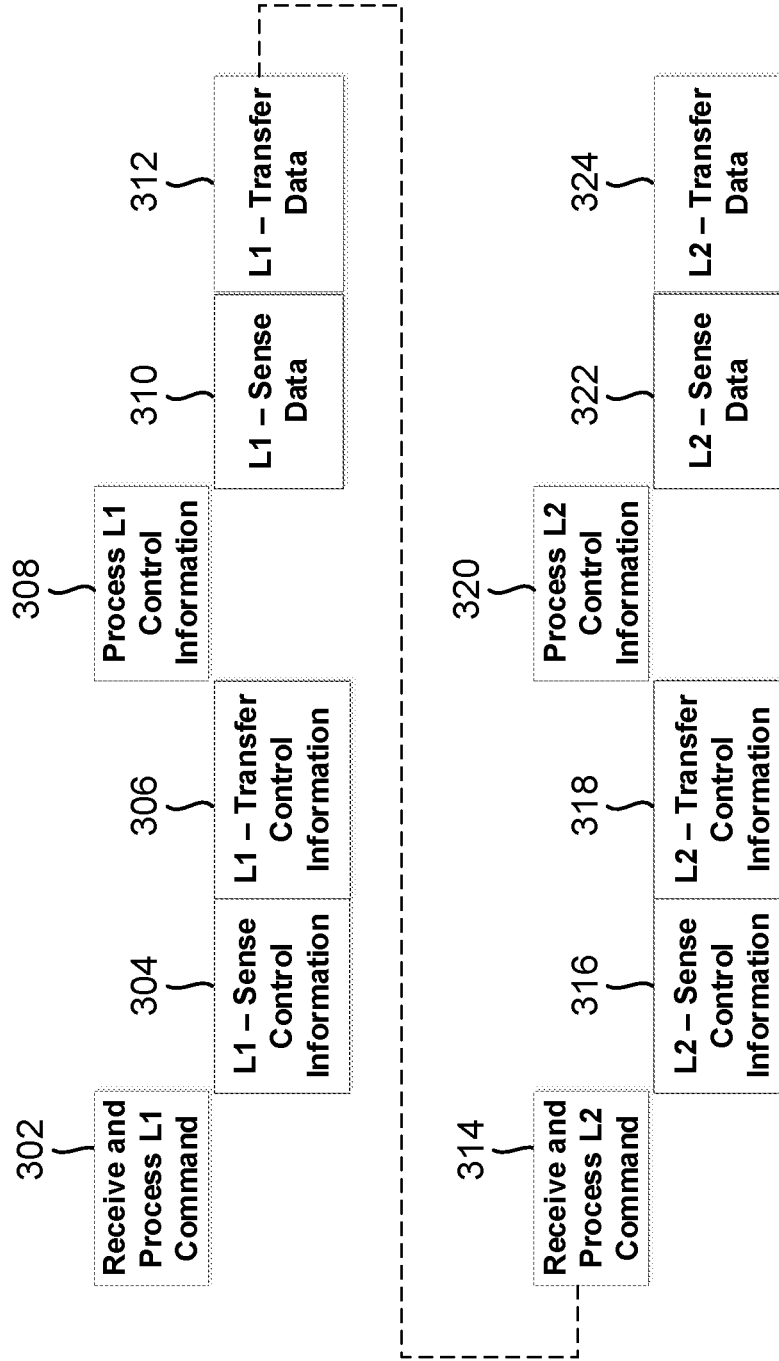 302
Receive and
Process L1
Command
304
L1 – Sense
Control
Information
306
L1 – Transfer
Control
Information
308
Process L1
Control
Information
310
L1 – Sense
Data
312
L1 – Transfer
Data
314
Receive and
Process L2
Command
316
L2 – Sense
Control
Information
318
L2 – Transfer
Control
Information
320
Process L2
Control
Information
322
L2 – Sense
Data
324
L2 – Transfer
Data